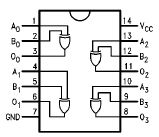 A₀ 1 14 V_CC
B₀ 2 13 A₂
O₀ 3 12 B₂
A₁ 4 11 O₂
B₁ 5 10 A₃
O₁ 6 9 B₃
GND 7 8 O₃